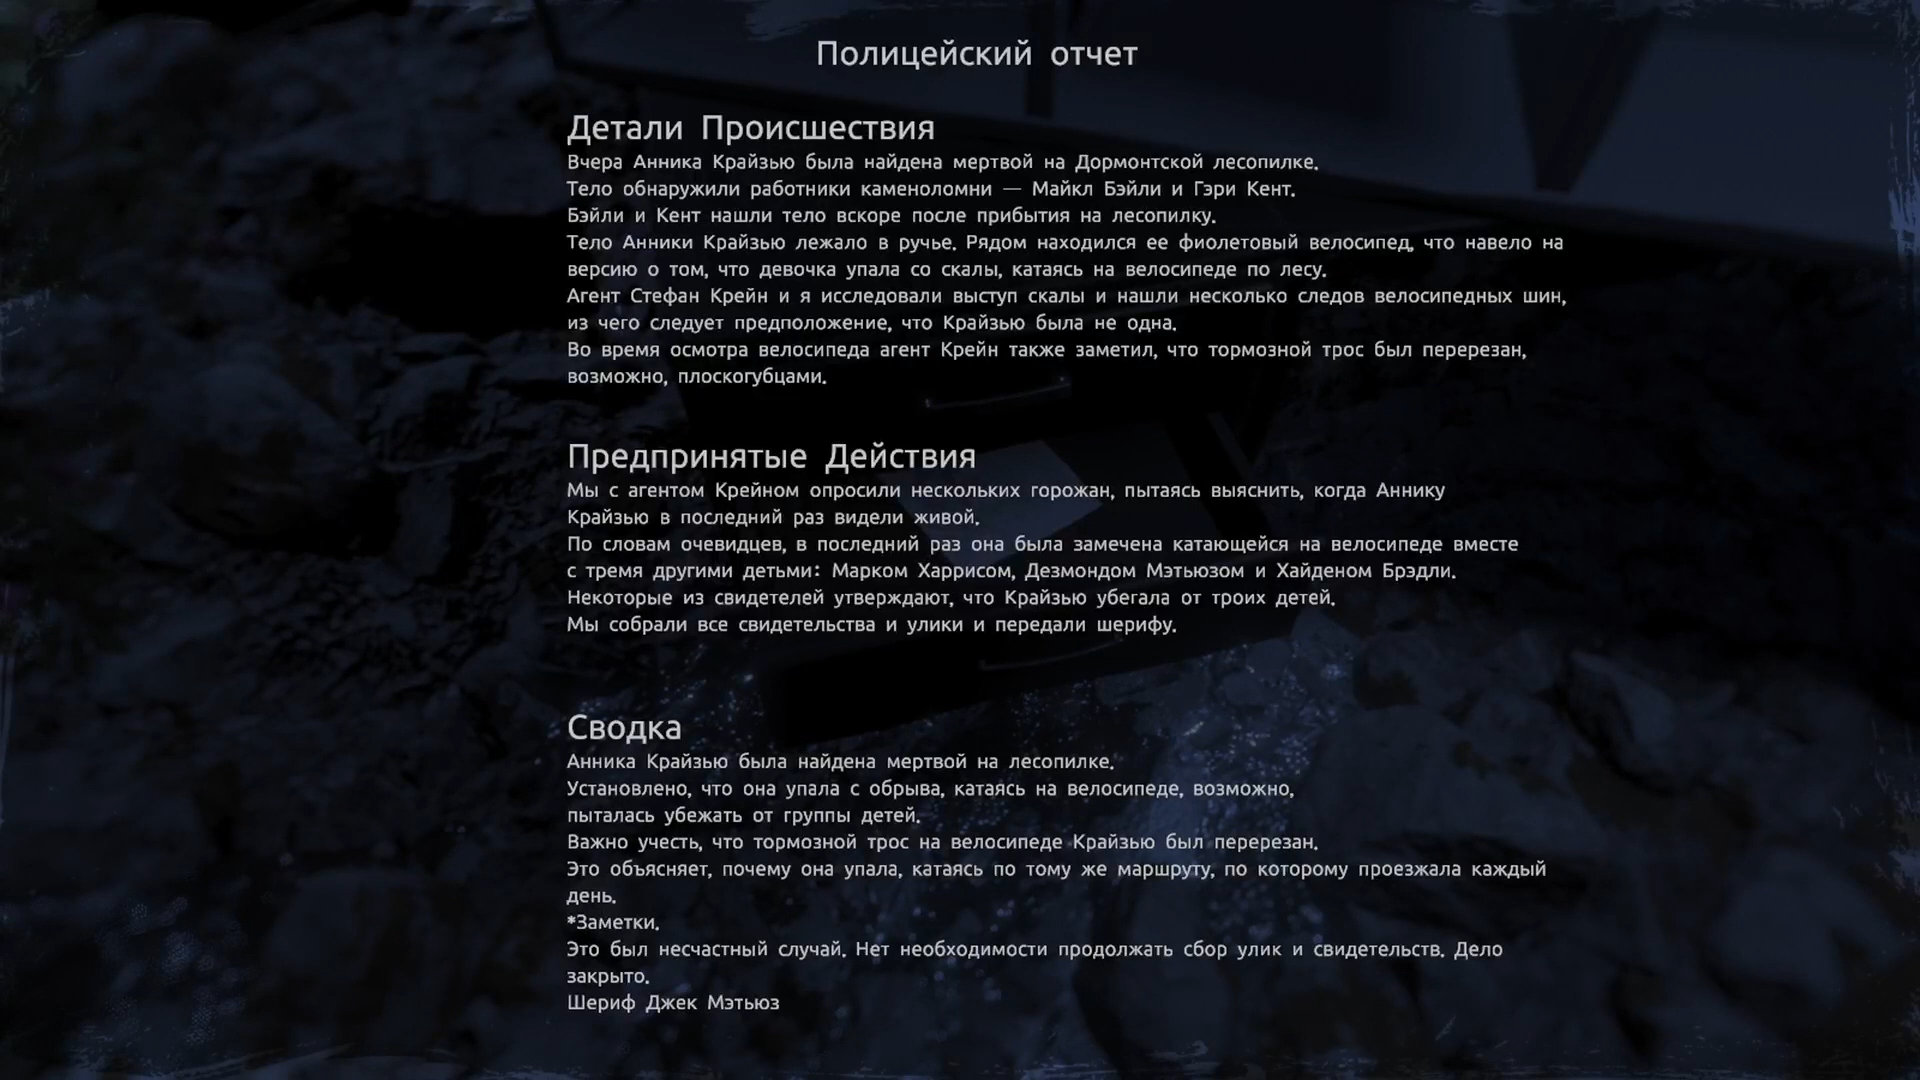 Полицейский отчет
Детали Происшествия
Вчера Анника Крайзью была найдена мертвой на Дормонтской лесопилке.
Тело обнаружили работники каменоломни — Майкл Бэйли и Гэри Кент.
Бэйли и Кент нашли тело вскоре после прибытия на лесопилку.
Тело Анники Крайзью лежало в ручье. Рядом находился ее фиолетовый велосипед, что навело на
версию о том, что девочка упала со скалы, катаясь на велосипеде по лесу.
Агент Стефан Крейн и я исследовали выступ скалы и нашли несколько следов велосипедных шин,
из чего следует предположение, что Крайзью была не одна.
Во время осмотра велосипеда агент Крейн также заметил, что тормозной трос был перерезан,
возможно, плоскогубцами.
Предпринятые Действия
Мы с агентом Крейном опросили нескольких горожан, пытаясь выяснить, когда Аннику
Крайзью в последний раз видели живой.
По словам очевидцев, в последний раз она была замечена катающейся на велосипеде вместе
с тремя другими детьми: Марком Харрисом, Дезмондом Мэтьюзом и Хайденом Брэдли.
Некоторые из свидетелей утверждают, что Крайзью убегала от троих детей.
Мы собрали все свидетельства и улики и передали шерифу.
Сводка
Анника Крайзью была найдена мертвой на лесопилке.
Установлено, что она упала с обрыва, катаясь на велосипеде, возможно,
пыталась убежать от группы детей.
Важно учесть, что тормозной трос на велосипеде Крайзью был перерезан.
Это объясняет, почему она упала, катаясь по тому же маршруту, по которому проезжала каждый
день.
*Заметки.
Это был несчастный случай. Нет необходимости продолжать сбор улик и свидетельств. Дело
закрыто.
Шериф Джек Мэтьюз